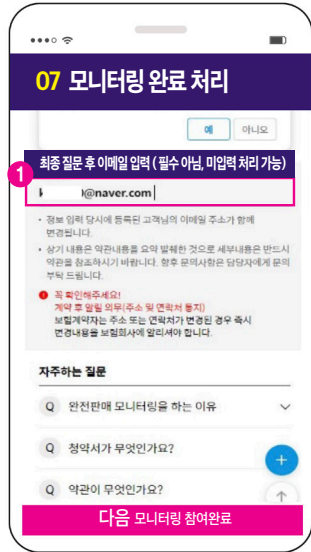 07 모니터링 완료 처리
예 아니오
최종 질문 후 이메일 입력 ( 필수 아님, 미입력 처리 가능)
1
@naver.com
• 정보 입력 당시에 등록된 고객님의 이메일 주소가 함께
변경됩니다.
• 상기 내용은 약관내용을 요약 발췌한 것으로 세부내용은 반드시
약관을 참조하시기 바랍니다. 향후 문의사항은 담당자에게 문의
부탁 드립니다.
꼭 확인해주세요!
계약 후 알릴 의무(주소 및 연락처 통지)
보험계약자는 주소 또는 연락처가 변경된 경우 즉시
변경내용을 보험회사에 알리셔야 합니다.
자주하는 질문
Q 완전판매 모니터링을 하는 이유
Q 청약서가 무엇인가요?
Q 약관이 무엇인가요?
다음 모니터링 참여완료